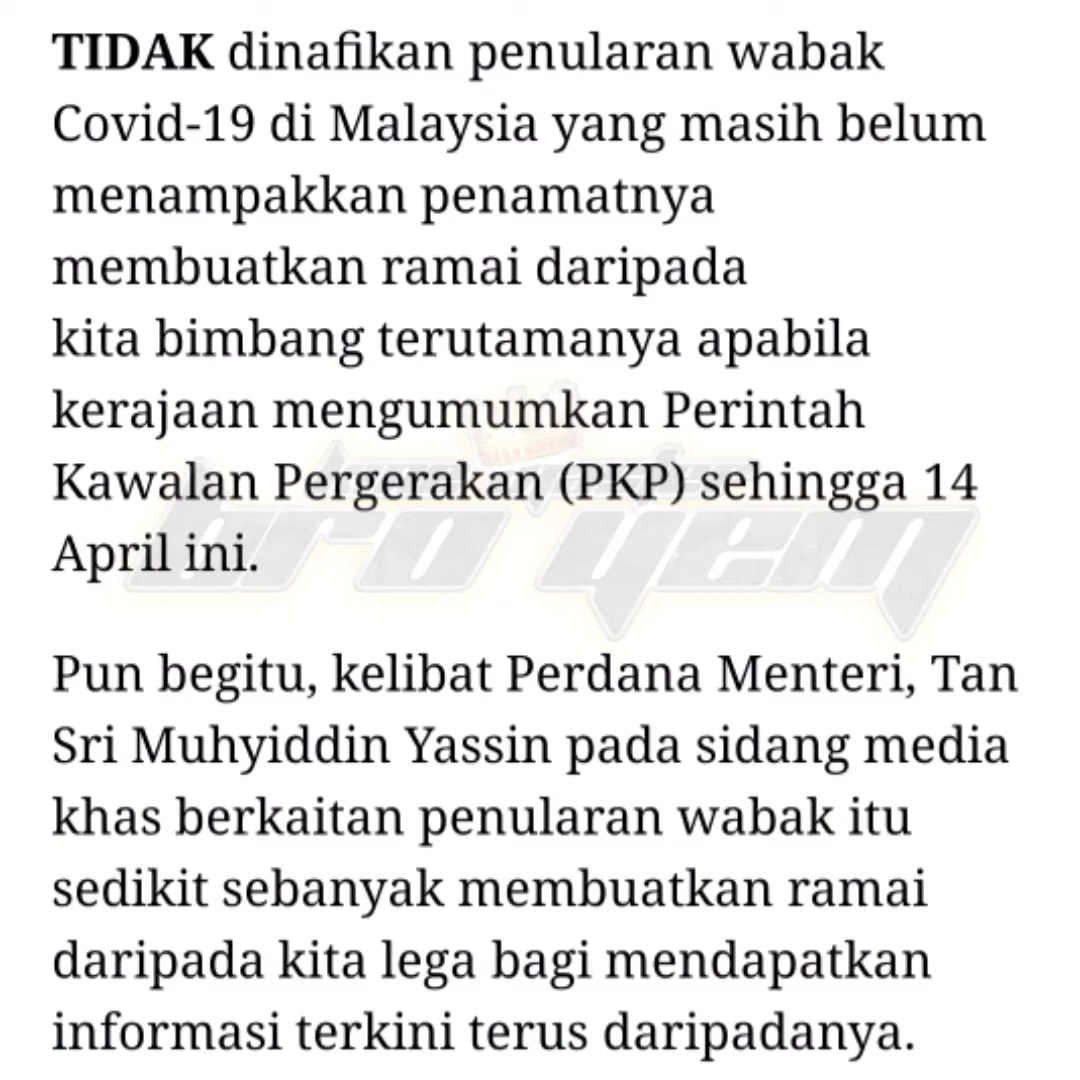 TIDAK dinafikan penularan wabak
Covid-19 di Malaysia yang masih belum
menampakkan penamatnya
membuatkan ramai daripada
kita bimbang terutamanya apabila
kerajaan mengumumkan Perintah
Kawalan Pergerakan (PKP) sehingga 14
April ini.
bro yem
Pun begitu, kelibat Perdana Menteri, Tan
Sri Muhyiddin Yassin pada sidang media
khas berkaitan penularan wabak itu
sedikit sebanyak membuatkan ramai
daripada kita lega bagi mendapatkan
informasi terkini terus daripadanya.